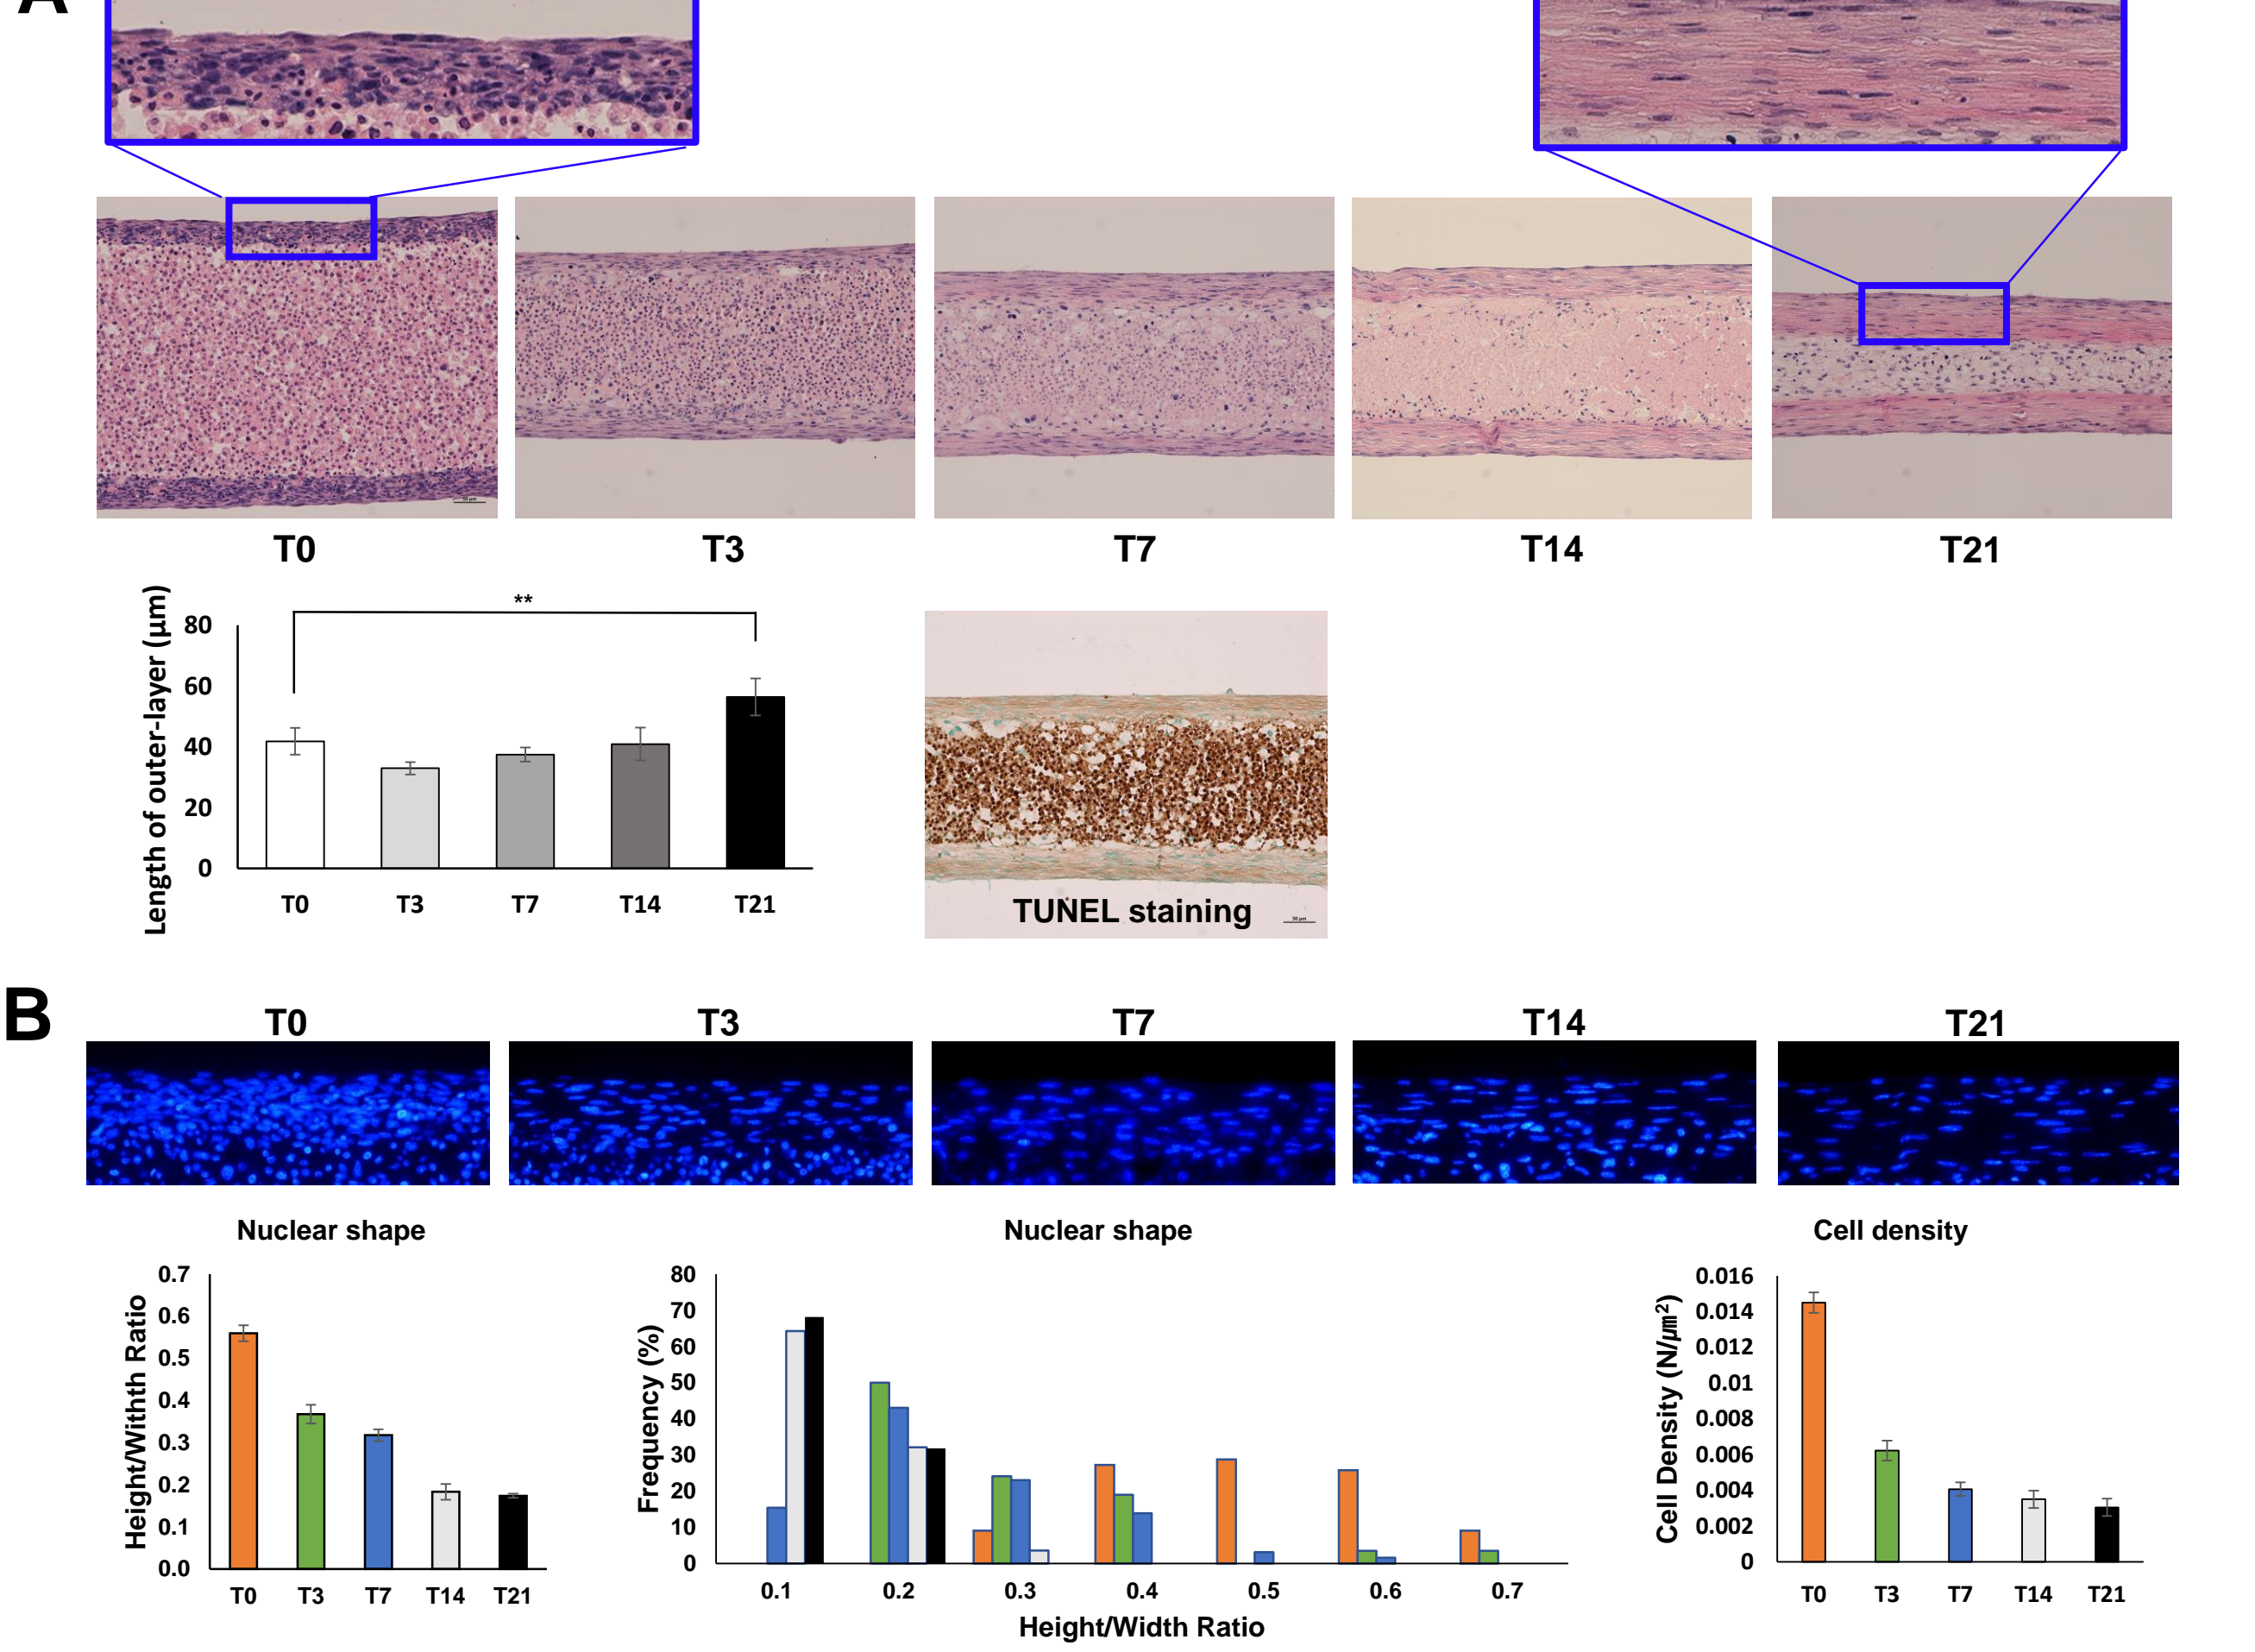 A
50 μm
T0 T3 T7 T14 T21
Length of outer-layer (μm)
**
80
60
40
20
0
T0 T3 T7 T14 T21
TUNEL staining
50 μm
B
T0 T3 T7 T14 T21
Nuclear shape
Height/Withth Ratio
0.7
0.6
0.5
0.4
0.3
0.2
0.1
0.0
T0 T3 T7 T14 T21
Nuclear shape
Frequency (%)
80
70
60
50
40
30
20
10
0
0.1 0.2 0.3 0.4 0.5 0.6 0.7
Height/Width Ratio
Cell density
Cell Density (N/μm²)
0.016
0.014
0.012
0.01
0.008
0.006
0.004
0.002
0
T0 T3 T7 T14 T21